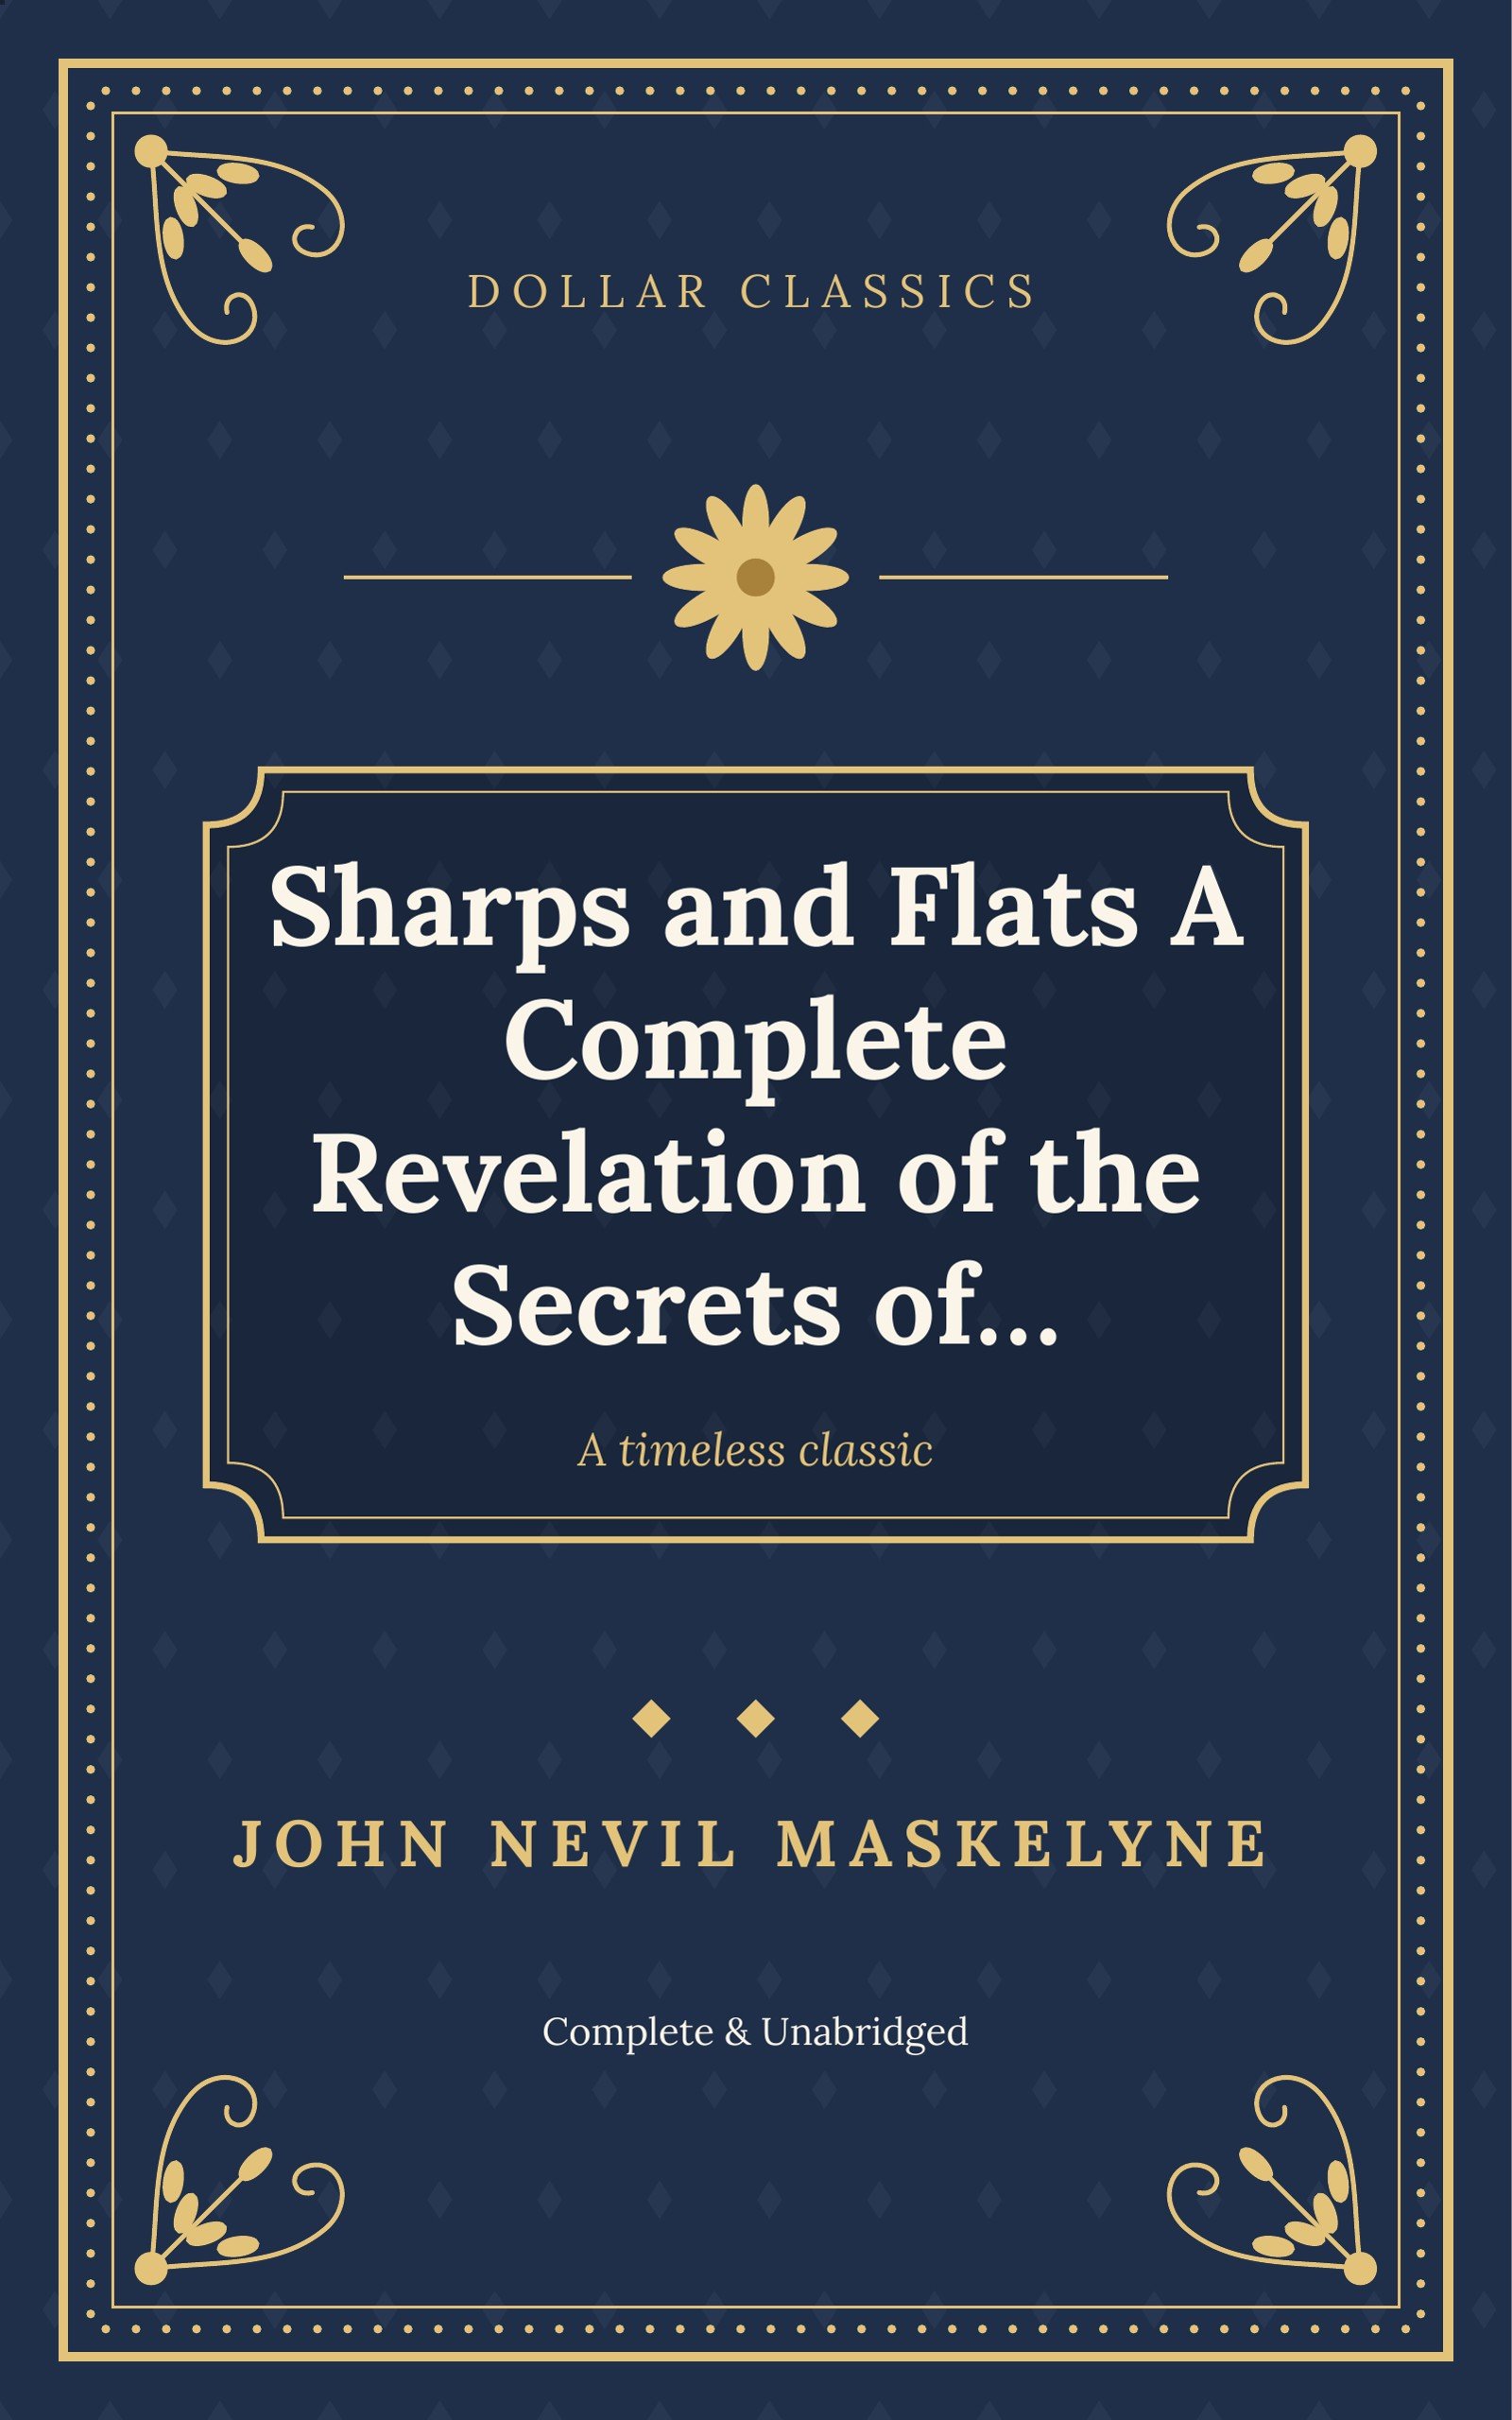 DOLLAR CLASSICS
Sharps and Flats A
Complete
Revelation of the
Secrets of...
A timeless classic
JOHN NEVIL MASKELYNE
Complete & Unabridged